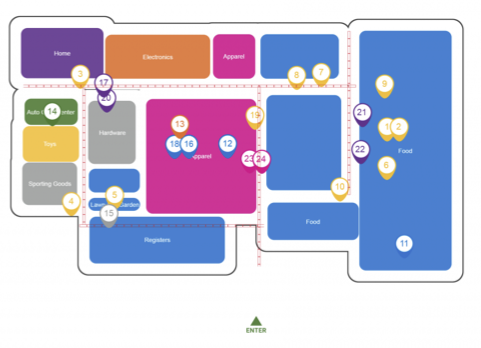 Home
Electronics
Apparel
3
17
8
7
9
20
Auto
14
nter
19
21
13
2
Hardware
Toys
18
16
12
Apparel
Food
22
23
24
6
Sporting Goods
10
5
4
Lawn
Garden
15
Food
11
Registers
ENTER